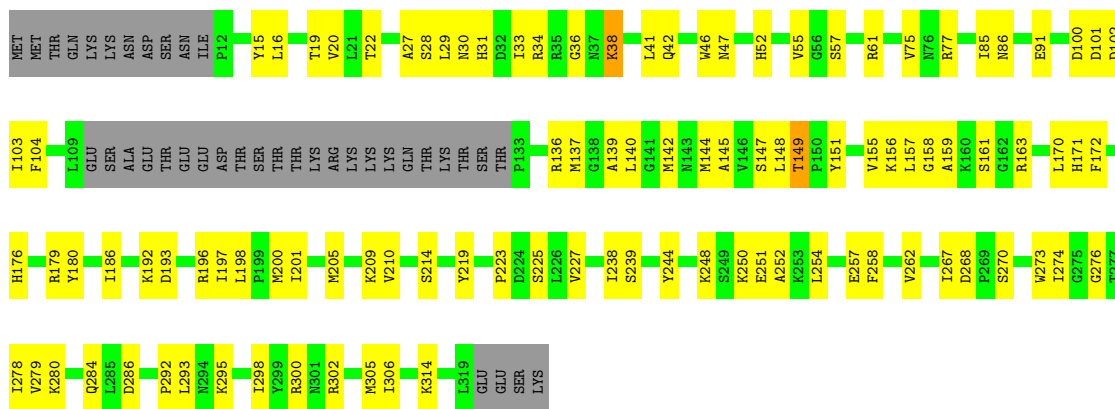 MET MET THR GLN LYS LYS ASN ASP SER ASN ILE P12 Y15 L16 T19 V20 L21 T22 A27 S28 L29 N30 H31 D32 I33 R34 R35 G36 N37 K38 L41 Q42 W46 N47 H52 V55 G56 S57 R61 V75 N76 R77 I85 N86 E91 D100 D101
I103 F104 L109 GLU SER ALA GLU THR GLU GLU ASP THR SER THR THR LYS ARG LYS LYS LYS GLN THR LYS THR SER THR P133 R136 M137 G138 A139 L140 G141 M142 N143 M144 A145 V146 S147 L148 T149 P150 Y151 V155 K156 L157 G158 A159 K160 S161 G162 R163 L170 H171 F172
H176 R179 Y180 I186 K192 D193 R196 I197 L198 P199 M200 I201 M205 K209 V210 S214 Y219 P223 D224 S225 L226 V227 I238 S239 Y244 K248 S249 K250 E251 A252 K253 L254 E257 F258 V262 I267 D268 P269 S270 W273 I274 G275 G276
I278 V279 K280 Q284 L285 D286 P292 L293 N294 K295 I298 Y299 R300 N301 R302 M305 I306 K314 L319 GLU GLU SER LYS